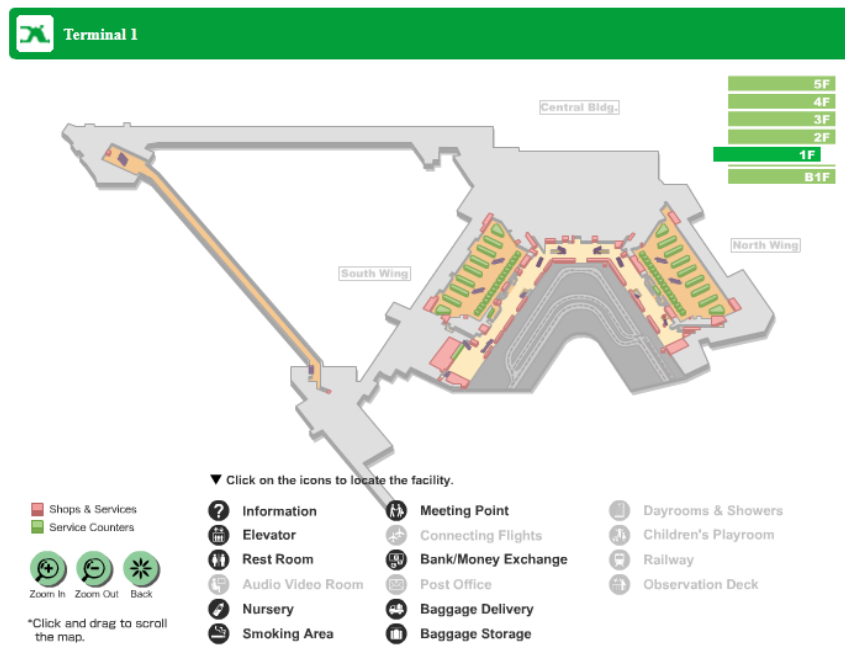 Terminal 1
Central Bldg.
5F
4F
3F
2F
1F
B1F
North Wing
South Wing
▼ Click on the icons to locate the facility.
Shops & Services
Service Counters
Zoom In Zoom Out Back
*Click and drag to scroll
the map.
? Information
Elevator
Rest Room
Audio Video Room
Nursery
Smoking Area
Meeting Point
Connecting Flights
Bank/Money Exchange
Post Office
Baggage Delivery
Baggage Storage
Dayrooms & Showers
Children's Playroom
Railway
Observation Deck